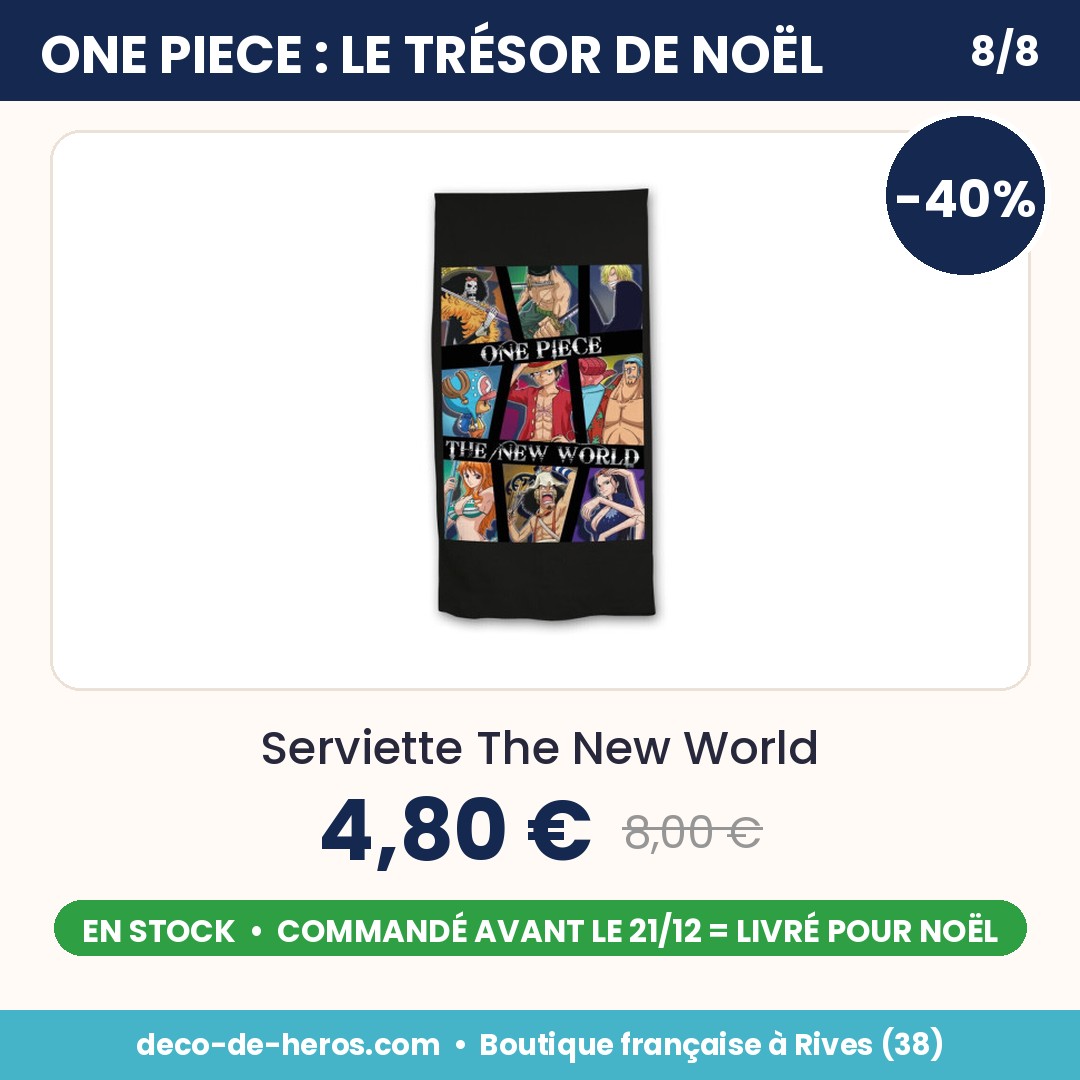 ONE PIECE : LE TRÉSOR DE NOËL
8/8
-40%
ONE PIECE
THE NEW WORLD
Serviette The New World
4,80 € 8,00 €
EN STOCK • COMMANDÉ AVANT LE 21/12 = LIVRÉ POUR NOËL
deco-de-heros.com • Boutique française à Rives (38)